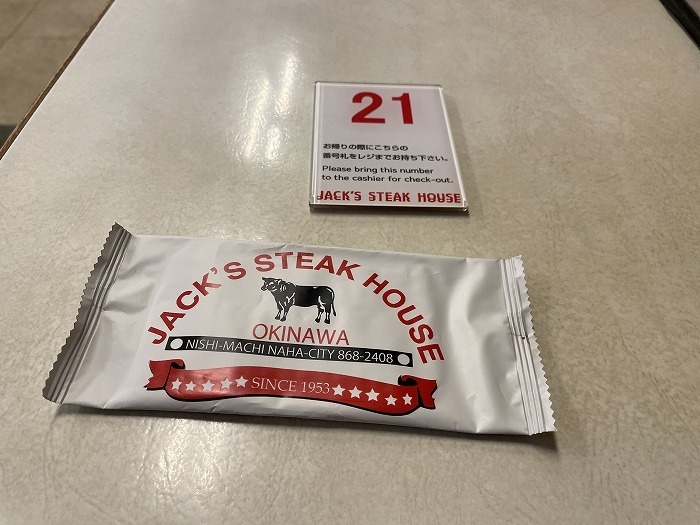 21
お帰りの際にこちらの
番号札をレジまでお持ち下さい。
Please bring this number
to the cashier for check-out.
JACK'S STEAK HOUSE
JACK'S STEAK HOUSE
OKINAWA
NISHI-MACHI NAHA-CITY 868-2408
SINCE 1953